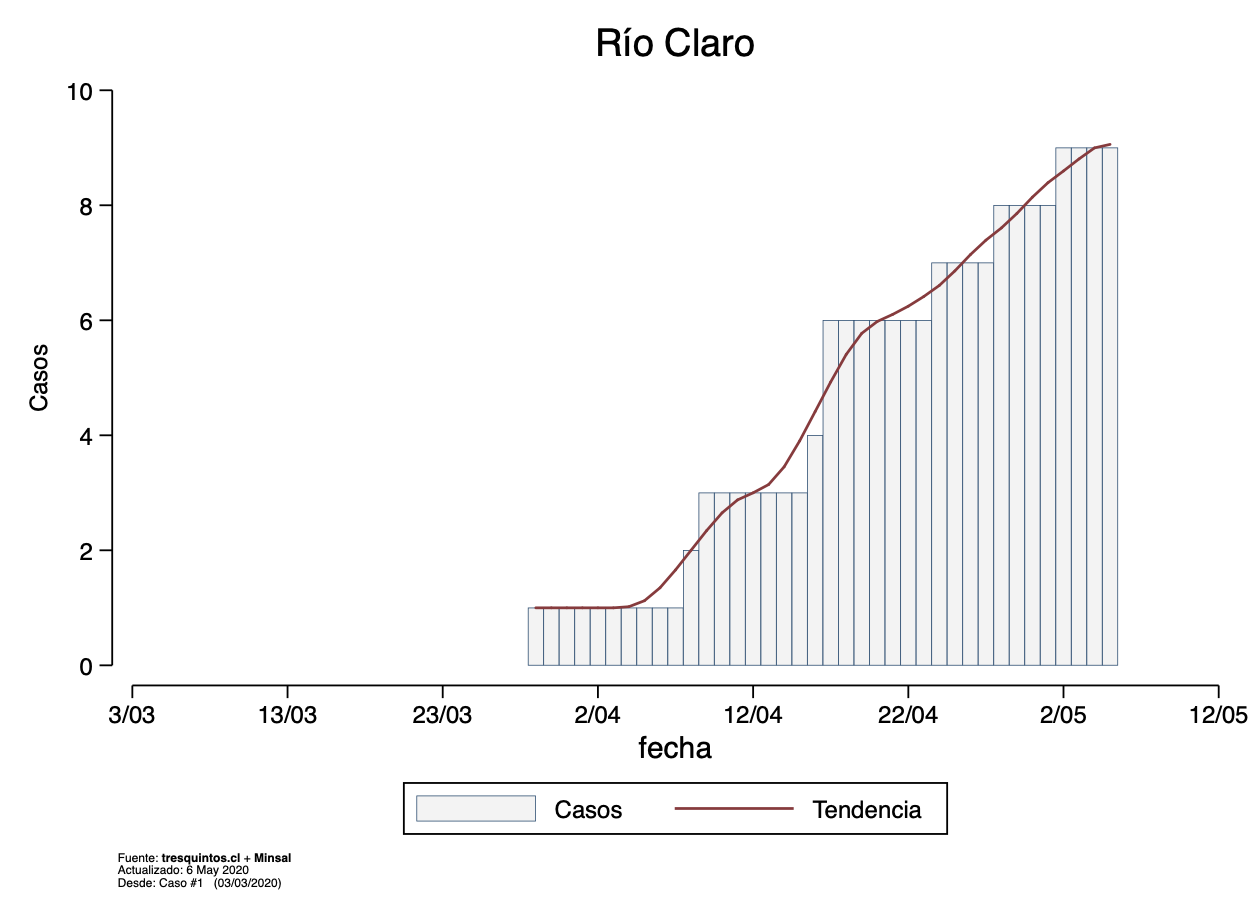 Río Claro
10
8
6
4
2
0
Casos
3/03 13/03 23/03 2/04 12/04 22/04 2/05 12/05
fecha
Casos Tendencia
Fuente: tresquintos.cl + Minsal
Actualizado: 6 May 2020
Desde: Caso #1 (03/03/2020)